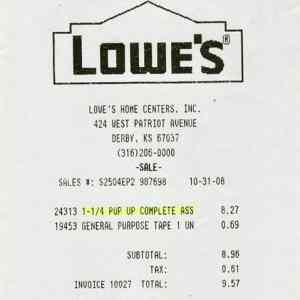 LOWE'S®
LOWE'S HOME CENTERS, INC.
424 WEST PATRIOT AVENUE
DERBY, KS 67037
(316)206-0000
-SALE-
SALES #: S2504EP2 987698 10-31-08
24313 1-1/4 PUP UP COMPLETE ASS 8.27
19453 GENERAL PURPOSE TAPE 1 UN 0.69
SUBTOTAL: 8.96
TAX: 0.61
INVOICE 10027 TOTAL: 9.57